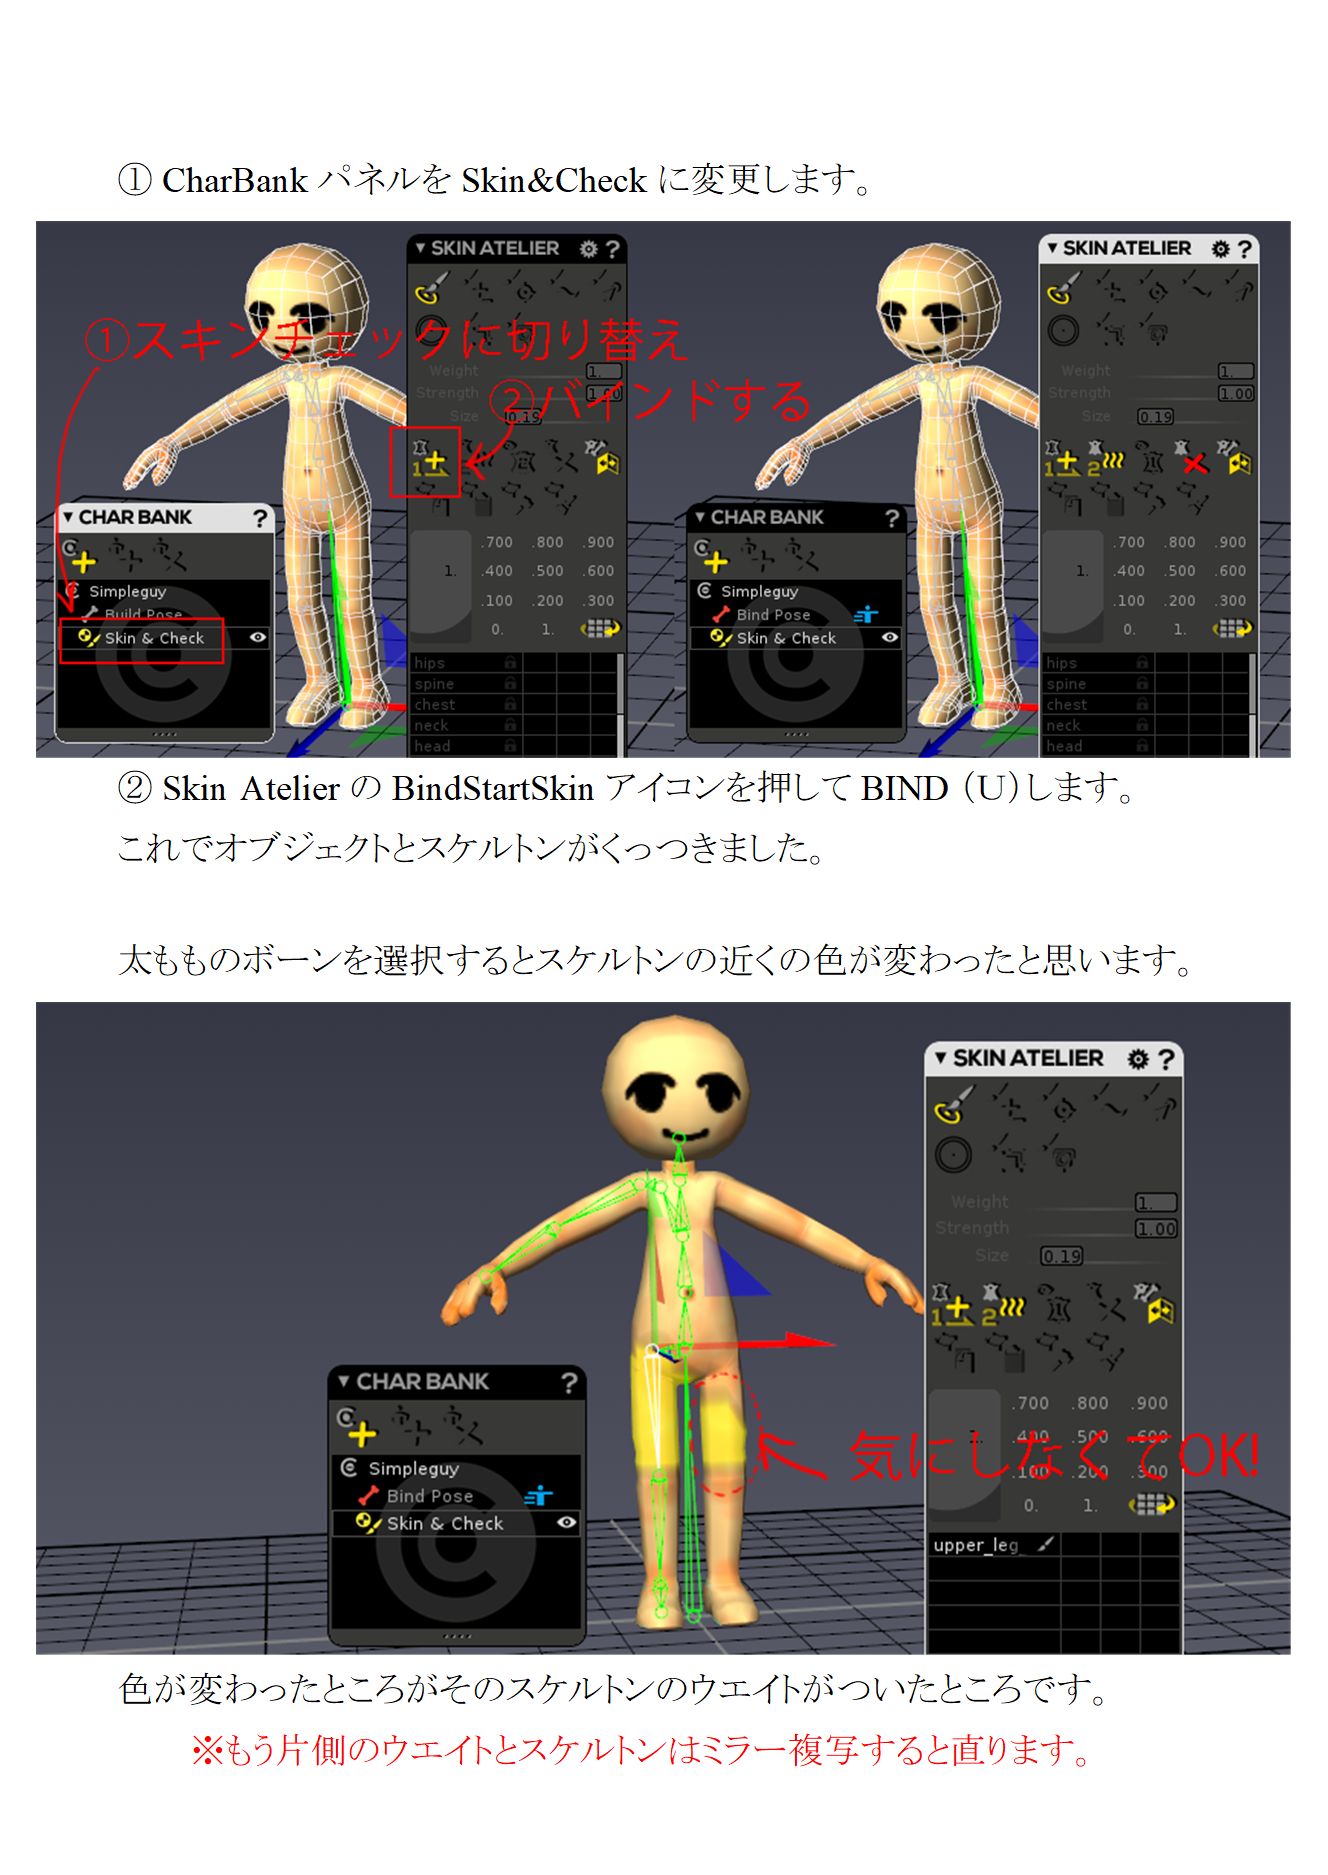 ① CharBank パネルを Skin&Check に変更します。
▼ SKIN ATELIER ?
①スキンチェックに切り替え
Weight 1.
②バインドする
Strength 1.00
Size 0.19
1
▼ CHAR BANK ?
Simpleguy
Build Pose
Skin & Check
.700 .800 .900
1. .400 .500 .600
.100 .200 .300
0. 1.
hips
spine
chest
neck
head
▼ SKIN ATELIER ?
Weight 1.
Strength 1.00
Size 0.19
1 2
▼ CHAR BANK ?
Simpleguy
Bind Pose
Skin & Check
.700 .800 .900
1. .400 .500 .600
.100 .200 .300
0. 1.
hips
spine
chest
neck
head
② Skin Atelier の BindStartSkin アイコンを押して BIND（U）します。
これでオブジェクトとスケルトンがくっつきました。
太もものボーンを選択するとスケルトンの近くの色が変わったと思います。
▼ SKIN ATELIER ?
Weight 1.
Strength 1.00
Size 0.19
1 2
▼ CHAR BANK ?
Simpleguy
Bind Pose
Skin & Check
.700 .800 .900
1. .400 .500 .600
気にしなくてOK!
.100 .200 .300
0. 1.
upper_leg_
色が変わったところがそのスケルトンのウエイトがついたところです。
※もう片側のウエイトとスケルトンはミラー複写すると直ります。